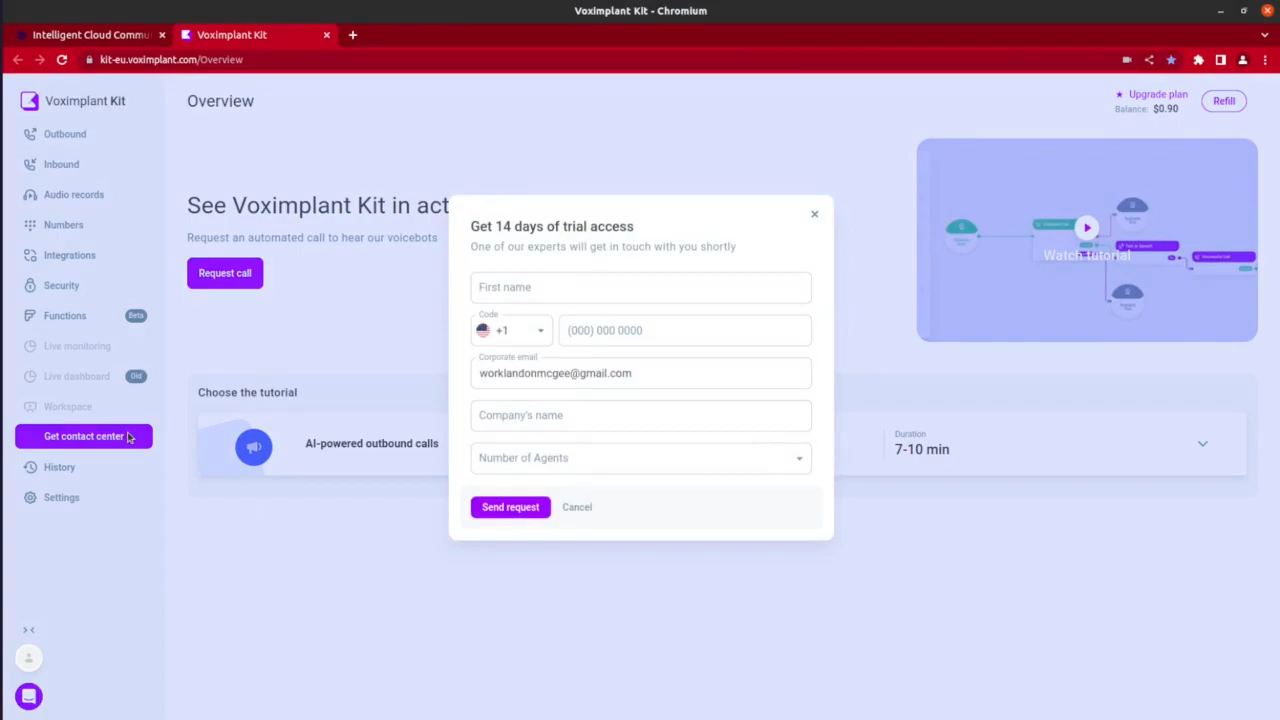 Voximplant Kit - Chromium
Intelligent Cloud Commu
Voximplant Kit
kit-eu.voximplant.com/Overview
Voximplant Kit
Overview
Upgrade plan
Balance: $0.90
Refill
Outbound
Inbound
Audio records
Numbers
Integrations
Security
Functions Beta
Live monitoring
Live dashboard Old
Workspace
Get contact center
History
Settings
See Voximplant Kit in act
Request an automated call to hear our voicebots
Request call
Watch tutorial
Choose the tutorial
AI-powered outbound calls
Duration
7-10 min
Get 14 days of trial access
One of our experts will get in touch with you shortly
First name
Code
+1
(000) 000 0000
Corporate email
worklandonmcgee@gmail.com
Company's name
Number of Agents
Send request
Cancel